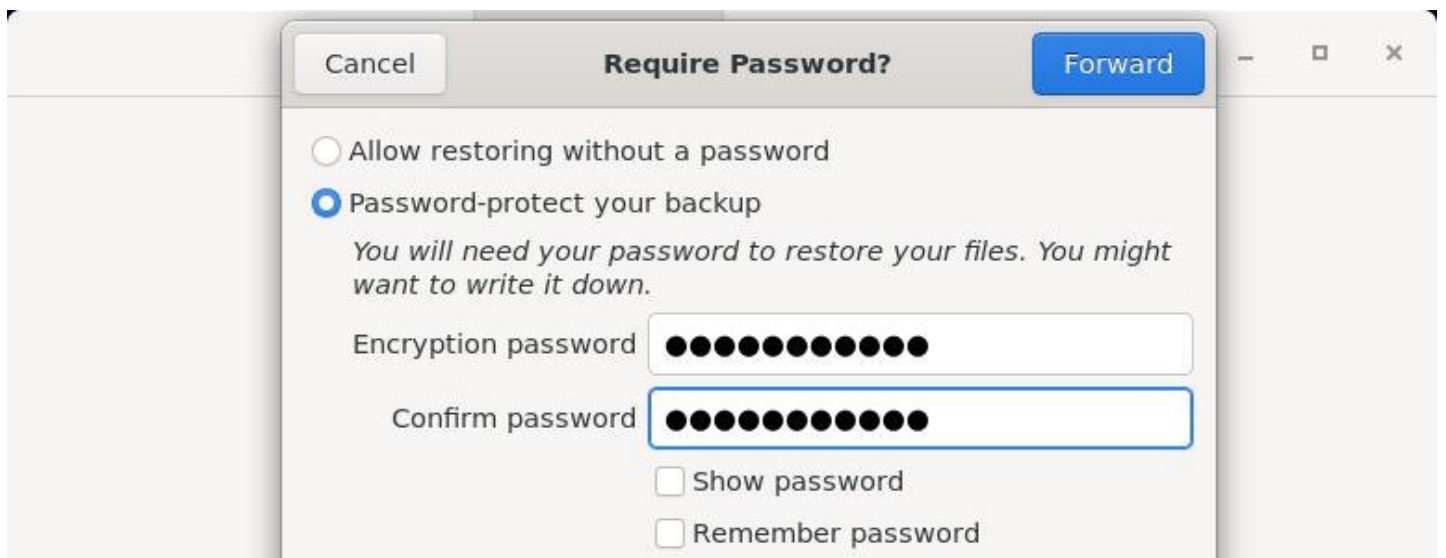 Cancel
Require Password?
Forward
Allow restoring without a password
Password-protect your backup
You will need your password to restore your files. You might
want to write it down.
Encryption password ●●●●●●●●●●●
Confirm password ●●●●●●●●●●●
Show password
Remember password